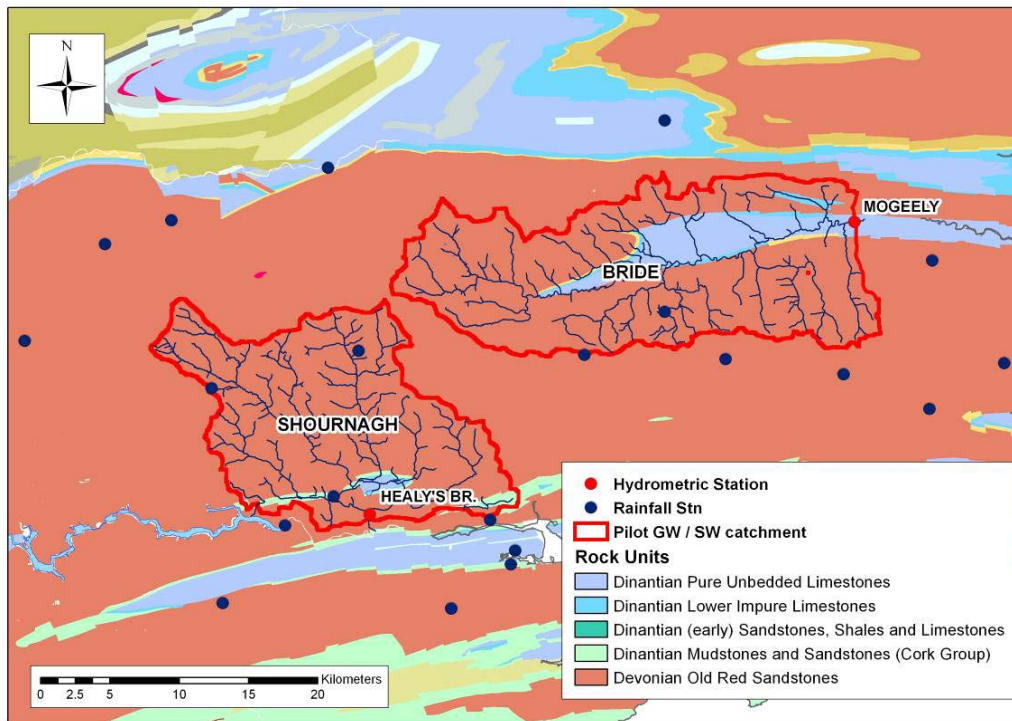 N
MOGEELY
BRIDE
SHOURNAGH
HEALY'S BR.
Hydrometric Station
Rainfall Stn
Pilot GW / SW catchment
Rock Units
Dinantian Pure Unbedded Limestones
Dinantian Lower Impure Limestones
Dinantian (early) Sandstones, Shales and Limestones
Dinantian Mudstones and Sandstones (Cork Group)
Devonian Old Red Sandstones
Kilometers
0 2.5 5 10 15 20